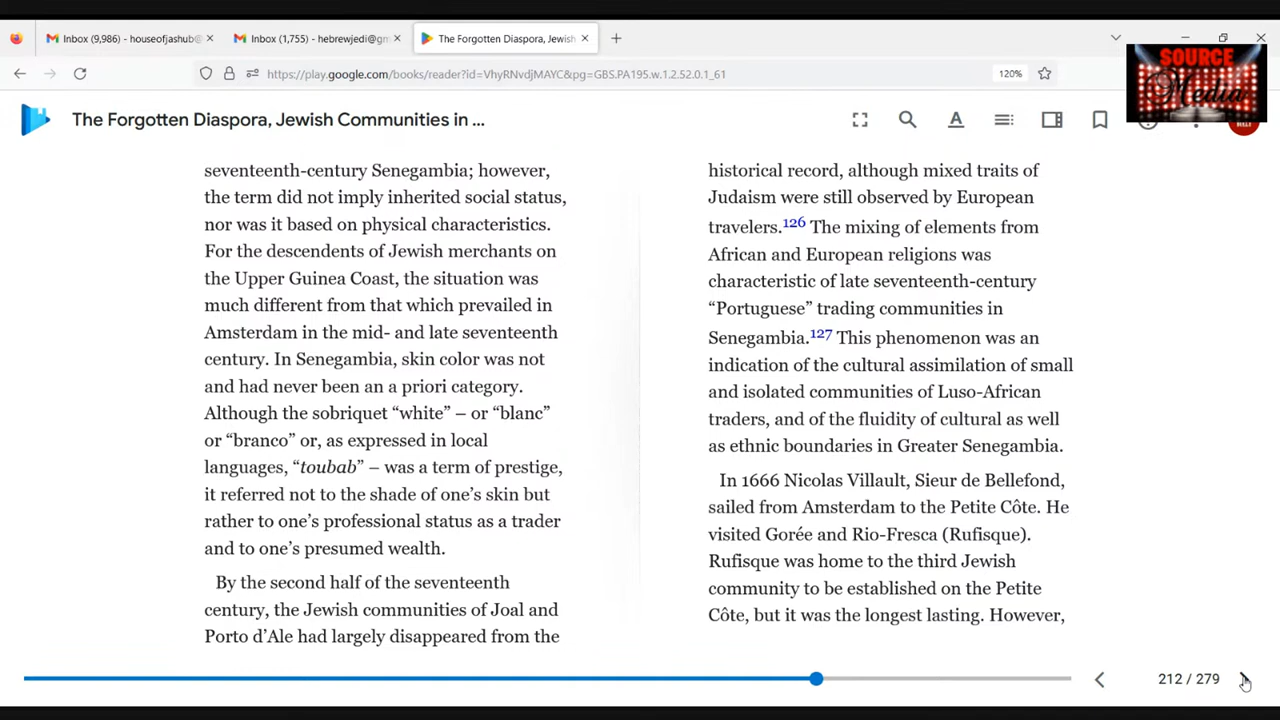 Inbox (9,986) - houseofjashub@
Inbox (1,755) - hebrewjedi@gm
The Forgotten Diaspora, Jewish
https://play.google.com/books/reader?id=VhyRNvdjMAYC&pg=GBS.PA195.w.1.2.52.0.1_61
120%
SOURCE
Media
The Forgotten Diaspora, Jewish Communities in ...
seventeenth-century Senegambia; however,
the term did not imply inherited social status,
nor was it based on physical characteristics.
For the descendents of Jewish merchants on
the Upper Guinea Coast, the situation was
much different from that which prevailed in
Amsterdam in the mid- and late seventeenth
century. In Senegambia, skin color was not
and had never been an a priori category.
Although the sobriquet “white” – or “blanc”
or “branco” or, as expressed in local
languages, “toubab” – was a term of prestige,
it referred not to the shade of one’s skin but
rather to one’s professional status as a trader
and to one’s presumed wealth.
By the second half of the seventeenth
century, the Jewish communities of Joal and
Porto d’Ale had largely disappeared from the
historical record, although mixed traits of
Judaism were still observed by European
travelers.126 The mixing of elements from
African and European religions was
characteristic of late seventeenth-century
“Portuguese” trading communities in
Senegambia.127 This phenomenon was an
indication of the cultural assimilation of small
and isolated communities of Luso-African
traders, and of the fluidity of cultural as well
as ethnic boundaries in Greater Senegambia.
In 1666 Nicolas Villault, Sieur de Bellefond,
sailed from Amsterdam to the Petite Côte. He
visited Gorée and Rio-Fresca (Rufisque).
Rufisque was home to the third Jewish
community to be established on the Petite
Côte, but it was the longest lasting. However,
212 / 279